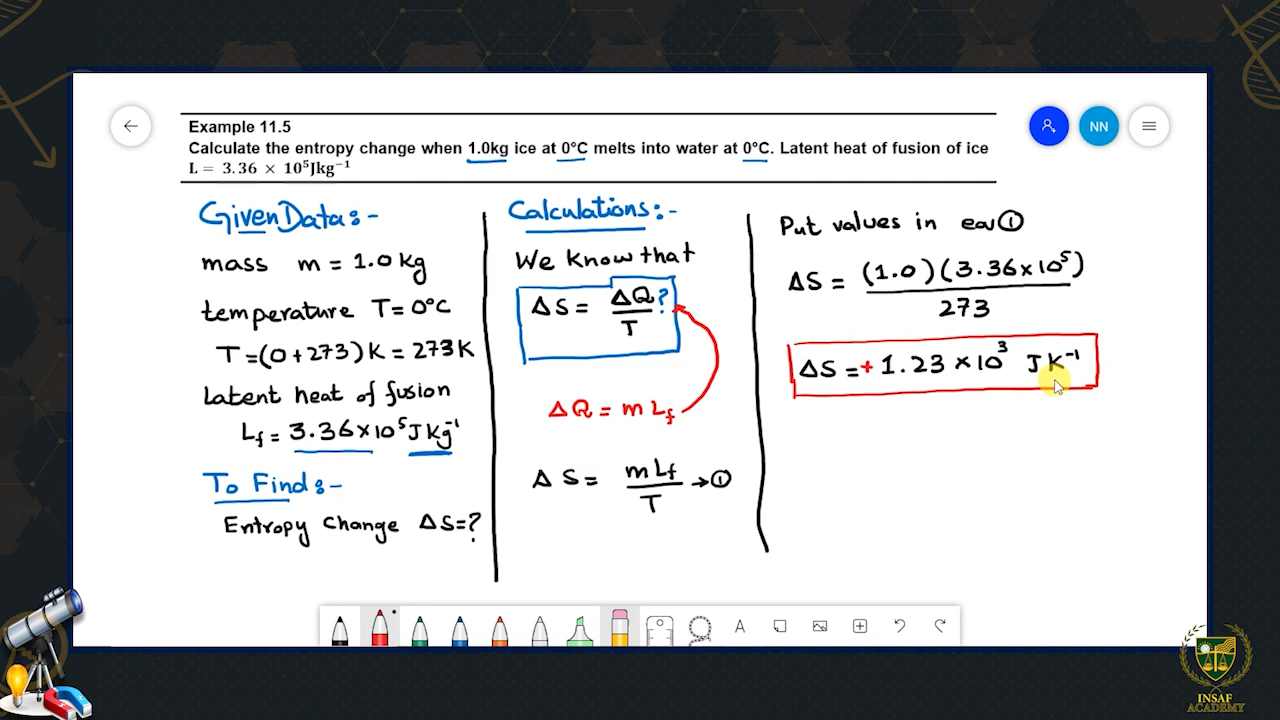 Example 11.5
Calculate the entropy change when 1.0kg ice at 0°C melts into water at 0°C. Latent heat of fusion of ice
L = 3.36 × 10⁵Jkg⁻¹
NN
Given Data:-
mass m = 1.0 kg
temperature T = 0°C
T = (0+273)K = 273K
Latent heat of fusion
Lf = 3.36×10⁵ J Kg⁻¹
To Find:-
Entropy Change ΔS=?
Calculations:-
We know that
ΔS = ΔQ?/T
ΔQ = m Lf
ΔS = m Lf/T → ①
Put values in eq ①
ΔS = (1.0)(3.36×10⁵)/273
ΔS = + 1.23 × 10³ J K⁻¹
A
INSAF
ACADEMY